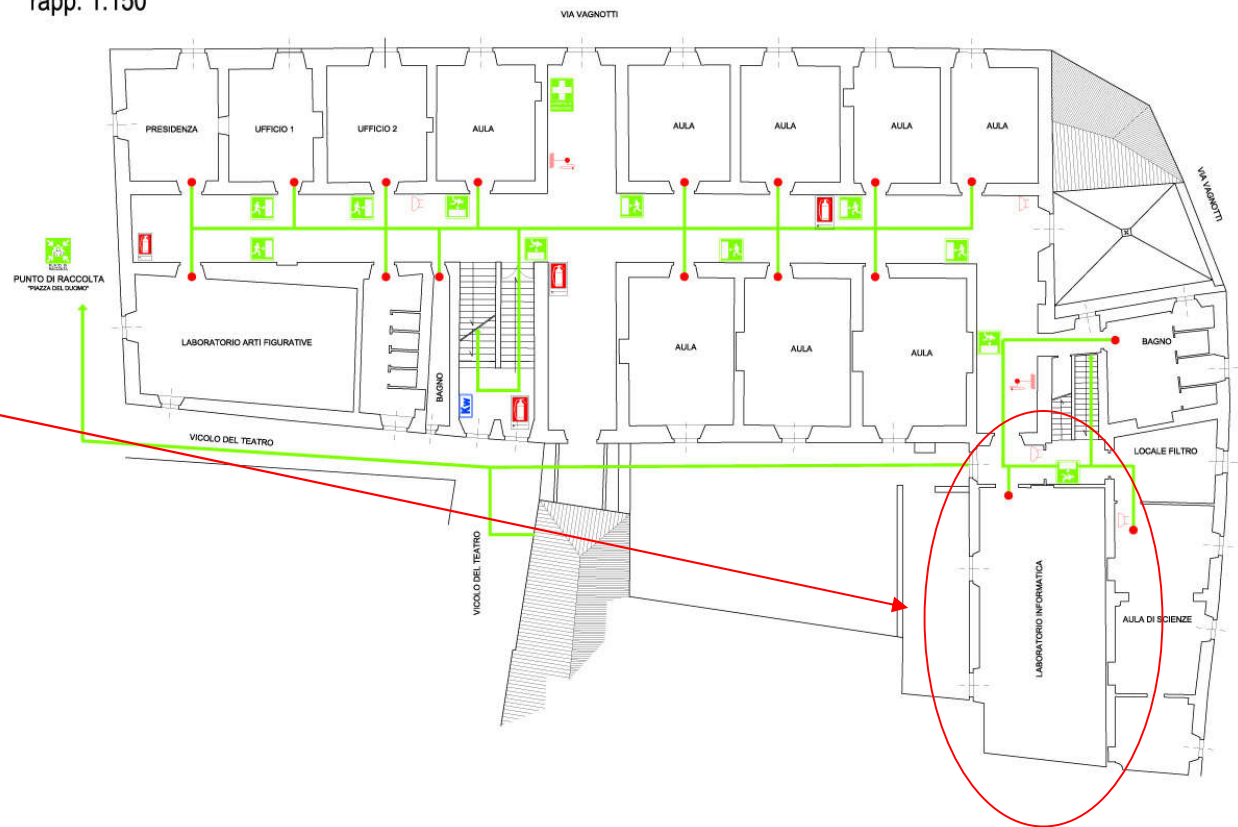 rapp. 1:150
VIA VAGNOTTI
PRESIDENZA
UFFICIO 1
UFFICIO 2
AULA
AULA
AULA
AULA
AULA
VIA VAGNOTTI
PUNTO DI RACCOLTA
"PIAZZA DEL DUOMO"
LABORATORIO ARTI FIGURATIVE
BAGNO
Kw
AULA
AULA
AULA
BAGNO
VICOLO DEL TEATRO
LOCALE FILTRO
VICOLO DEL TEATRO
LABORATORIO INFORMATICA
AULA DI SCIENZE